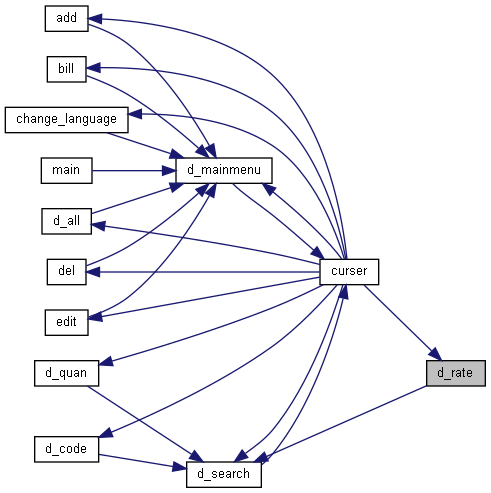 add
bill
change_language
main
d_mainmenu
d_all
del
curser
edit
d_quan
d_rate
d_code
d_search